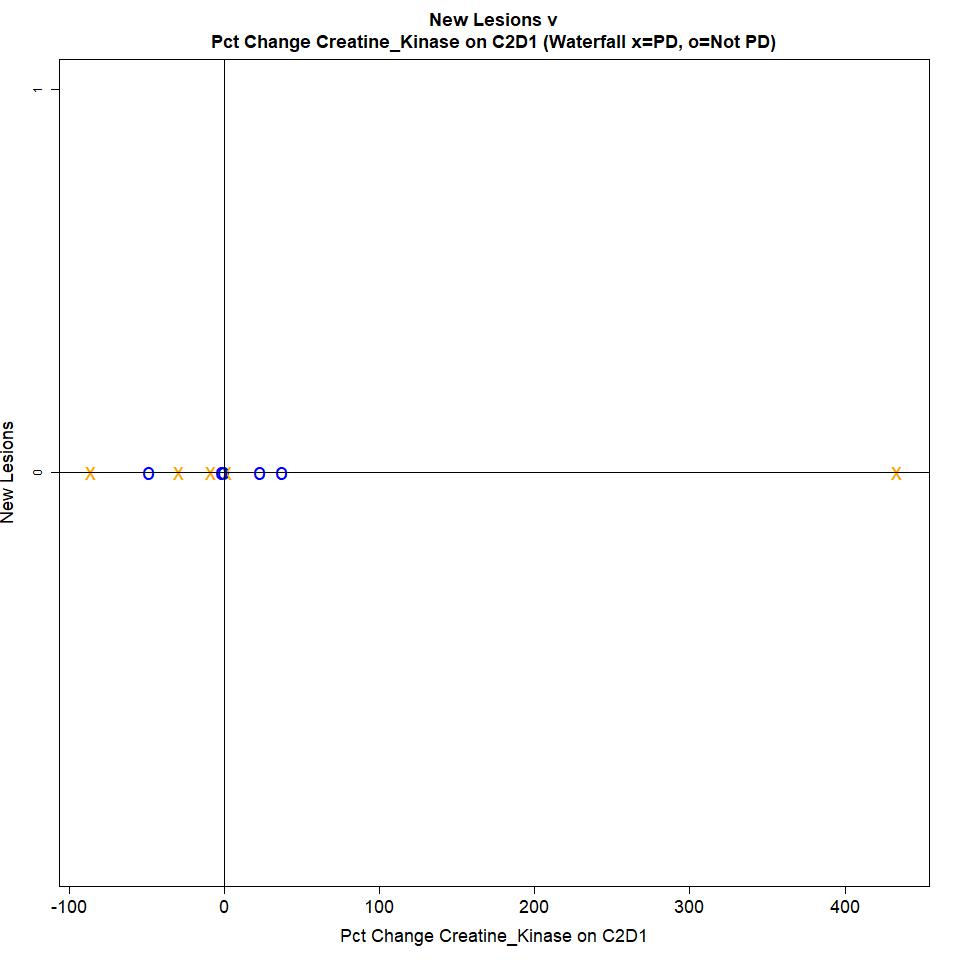 New Lesions v
Pct Change Creatine_Kinase on C2D1 (Waterfall x=PD, o=Not PD)
1
New Lesions
0
x o x x o o x o o x
-100 0 100 200 300 400
Pct Change Creatine_Kinase on C2D1